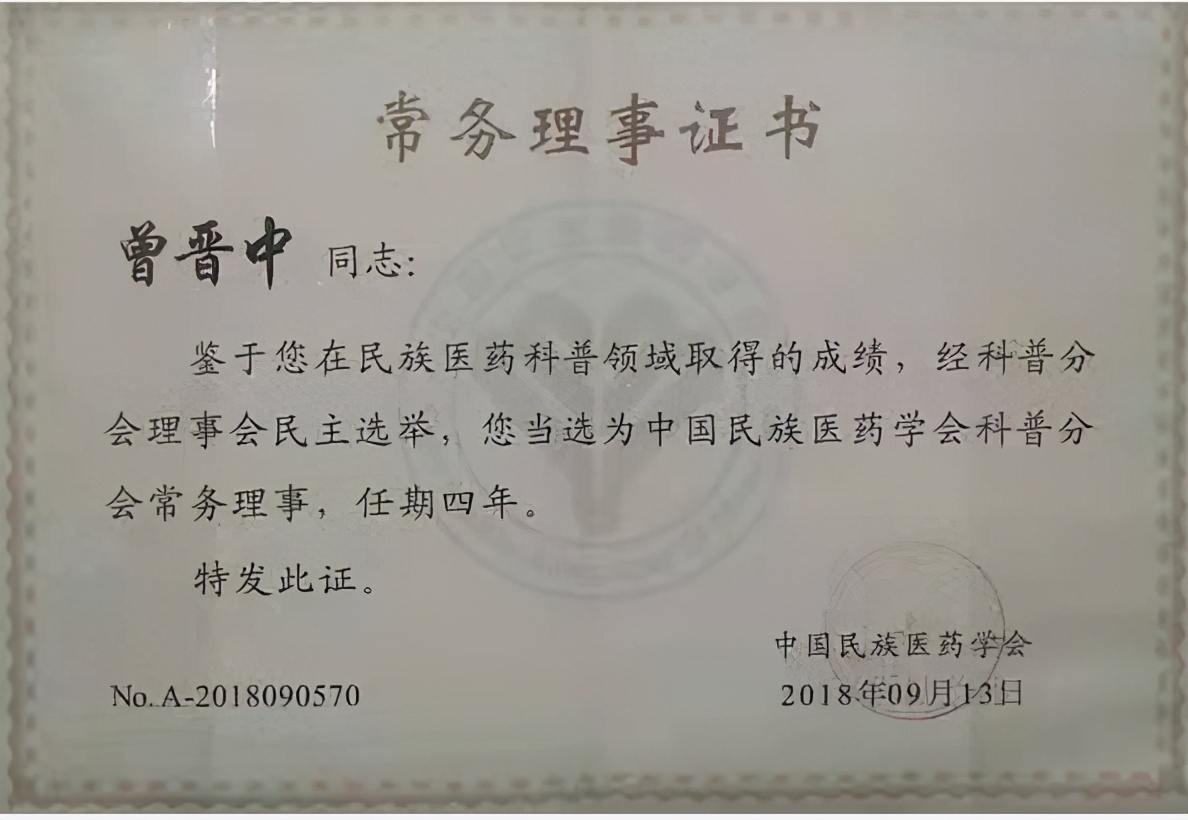 常务理事证书
曾晋中 同志：
鉴于您在民族医药科普领域取得的成绩，经科普分
会理事会民主选举，您当选为中国民族医药学会科普分
会常务理事，任期四年。
特发此证。
中国民族医药学会
No. A-2018090570
2018年09月13日